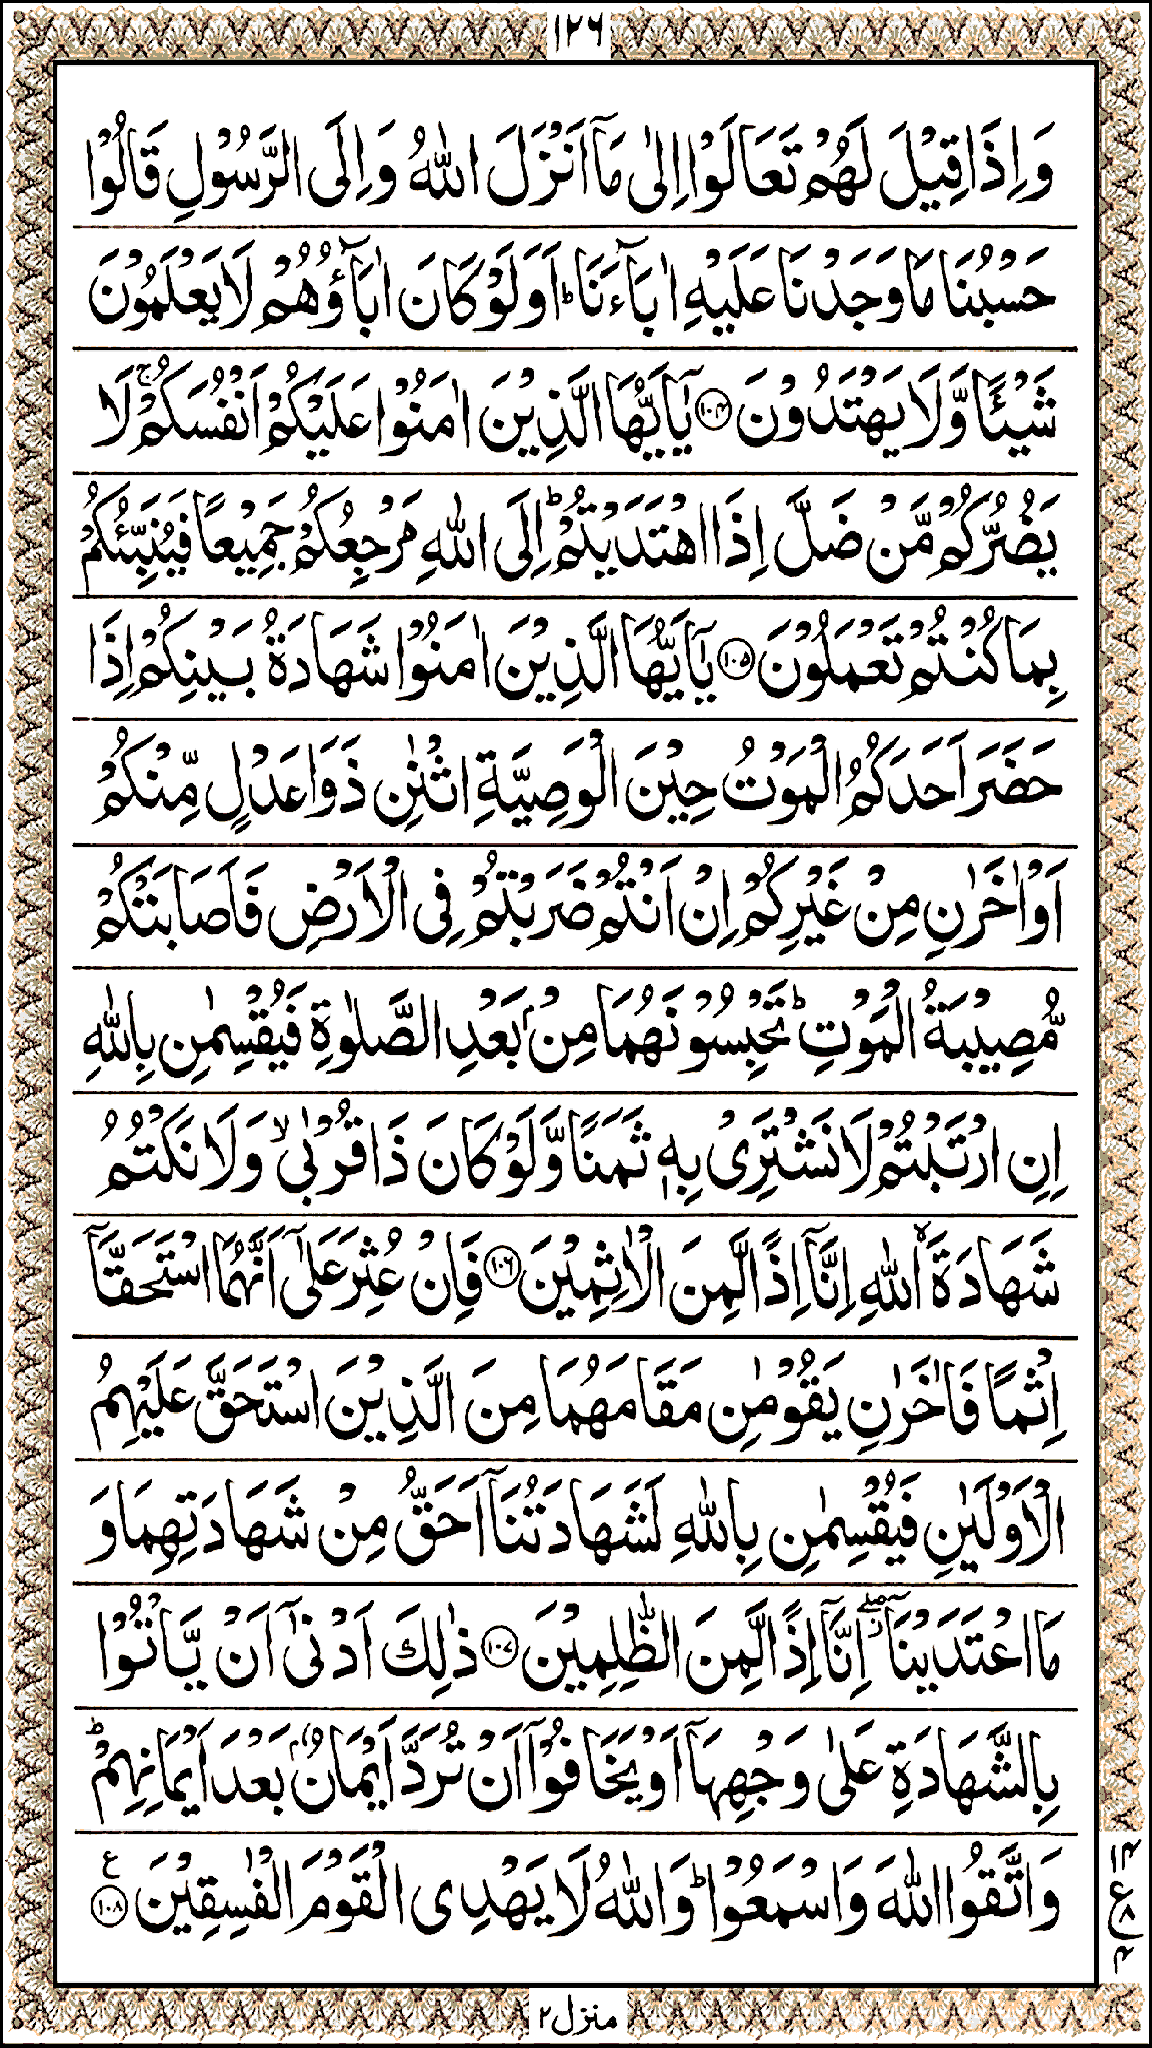 ١٢٦
وَاِذَا قِيْلَ لَهُمْ تَعَالَوْا اِلٰى مَآ اَنْزَلَ اللّٰهُ وَاِلَى الرَّسُوْلِ قَالُوْا
حَسْبُنَا مَا وَجَدْنَا عَلَيْهِ اٰبَآءَنَا ؕ اَوَلَوْ كَانَ اٰبَآؤُهُمْ لَا يَعْلَمُوْنَ
شَيْـًٔا وَّلَا يَهْتَدُوْنَ ۝١٠٤ يٰٓاَيُّهَا الَّذِيْنَ اٰمَنُوْا عَلَيْكُمْ اَنْفُسَكُمْ ۚ لَا
يَضُرُّكُمْ مَّنْ ضَلَّ اِذَا اهْتَدَيْتُمْ ؕ اِلَى اللّٰهِ مَرْجِعُكُمْ جَمِيْعًا فَيُنَبِّئُكُمْ
بِمَا كُنْتُمْ تَعْمَلُوْنَ ۝١٠٥ يٰٓاَيُّهَا الَّذِيْنَ اٰمَنُوْا شَهَادَةُ بَيْنِكُمْ اِذَا
حَضَرَ اَحَدَكُمُ الْمَوْتُ حِيْنَ الْوَصِيَّةِ اثْنٰنِ ذَوَا عَدْلٍ مِّنْكُمْ
اَوْ اٰخَرٰنِ مِنْ غَيْرِكُمْ اِنْ اَنْتُمْ ضَرَبْتُمْ فِى الْاَرْضِ فَاَصَابَتْكُمْ
مُّصِيْبَةُ الْمَوْتِ ؕ تَحْبِسُوْنَهُمَا مِنْۢ بَعْدِ الصَّلٰوةِ فَيُقْسِمٰنِ بِاللّٰهِ
اِنِ ارْتَبْتُمْ لَا نَشْتَرِىْ بِهٖ ثَمَنًا وَّلَوْ كَانَ ذَا قُرْبٰى ۙ وَلَا نَكْتُمُ
شَهَادَةَ ۙ اللّٰهِ اِنَّآ اِذًا لَّمِنَ الْاٰثِمِيْنَ ۝١٠٦ فَاِنْ عُثِرَ عَلٰٓى اَنَّهُمَا اسْتَحَقَّآ
اِثْمًا فَاٰخَرٰنِ يَقُوْمٰنِ مَقَامَهُمَا مِنَ الَّذِيْنَ اسْتَحَقَّ عَلَيْهِمُ
الْاَوْلَيٰنِ فَيُقْسِمٰنِ بِاللّٰهِ لَشَهَادَتُنَآ اَحَقُّ مِنْ شَهَادَتِهِمَا وَ
مَا اعْتَدَيْنَآ ۖ اِنَّآ اِذًا لَّمِنَ الظّٰلِمِيْنَ ۝١٠٧ ذٰلِكَ اَدْنٰٓى اَنْ يَّاْتُوْا
بِالشَّهَادَةِ عَلٰى وَجْهِهَآ اَوْ يَخَافُوْٓا اَنْ تُرَدَّ اَيْمَانٌۢ بَعْدَ اَيْمَانِهِمْ ؕ
وَاتَّقُوا اللّٰهَ وَاسْمَعُوْا ؕ وَاللّٰهُ لَا يَهْدِى الْقَوْمَ الْفٰسِقِيْنَ ۝١٠٨ ع
١٤
ع
٨
٤
منزل ٢